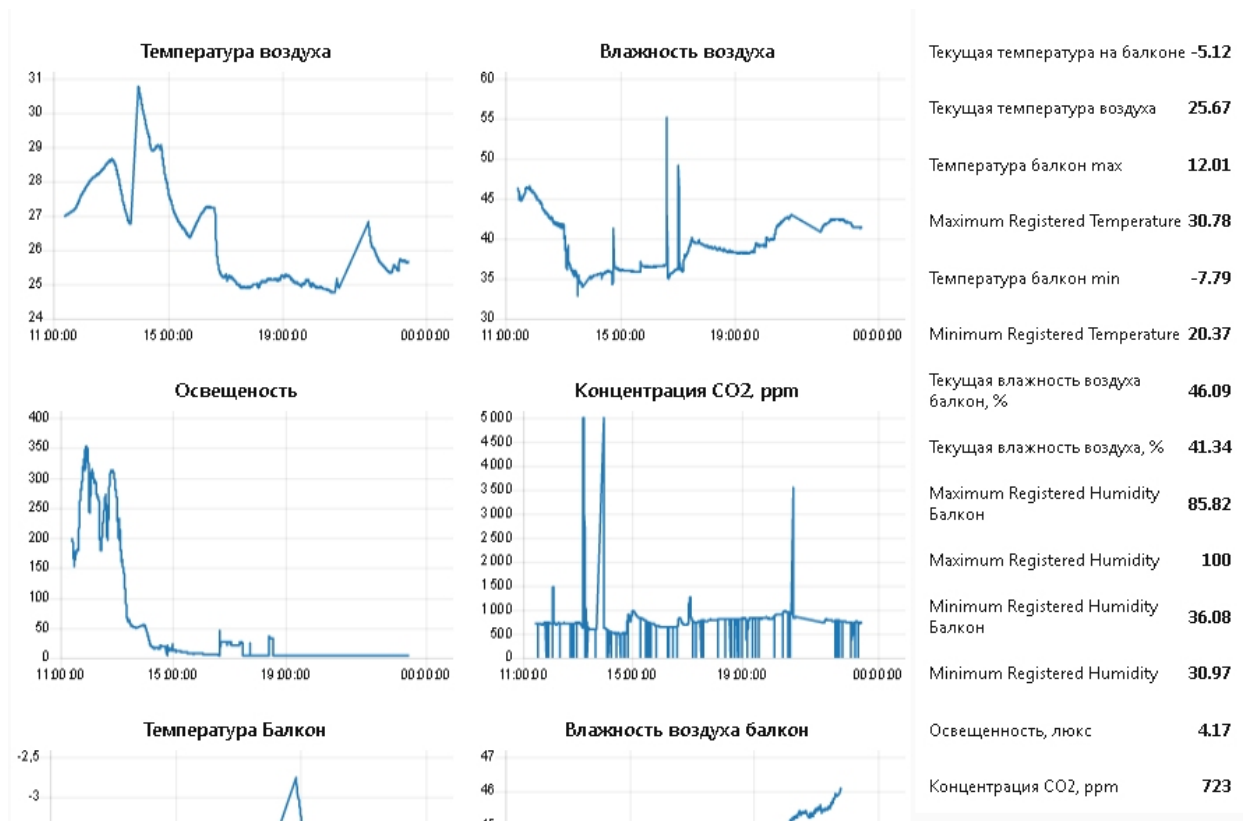 Температура воздуха
31
30
29
28
27
26
25
24
11:00:00 15:00:00 19:00:00 00:00:00
Влажность воздуха
60
55
50
45
40
35
30
11:00:00 15:00:00 19:00:00 00:00:00
Освещеность
400
350
300
250
200
150
100
50
0
11:00:00 15:00:00 19:00:00 00:00:00
Концентрация CO2, ppm
5 000
4 500
4 000
3 500
3 000
2 500
2 000
1 500
1 000
500
0
11:00:00 15:00:00 19:00:00 00:00:00
Температура Балкон
-2,5
-3
Влажность воздуха балкон
47
46
Текущая температура на балконе -5.12
Текущая температура воздуха 25.67
Температура балкон max 12.01
Maximum Registered Temperature 30.78
Температура балкон min -7.79
Minimum Registered Temperature 20.37
Текущая влажность воздуха
балкон, % 46.09
Текущая влажность воздуха, % 41.34
Maximum Registered Humidity
Балкон 85.82
Maximum Registered Humidity 100
Minimum Registered Humidity
Балкон 36.08
Minimum Registered Humidity 30.97
Освещенность, люкс 4.17
Концентрация CO2, ppm 723